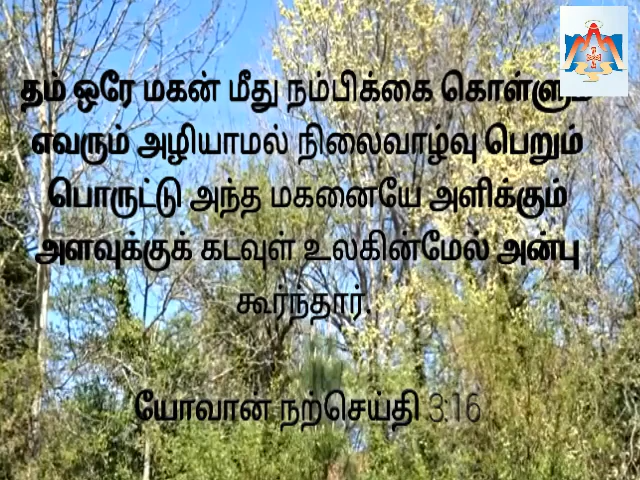 தம் ஒரே மகன் மீது நம்பிக்கை கொள்ளும்
எவரும் அழியாமல் நிலைவாழ்வு பெறும்
பொருட்டு அந்த மகனையே அளிக்கும்
அளவுக்குக் கடவுள் உலகின்மேல் அன்பு
கூர்ந்தார்.
யோவான் நற்செய்தி 3:16